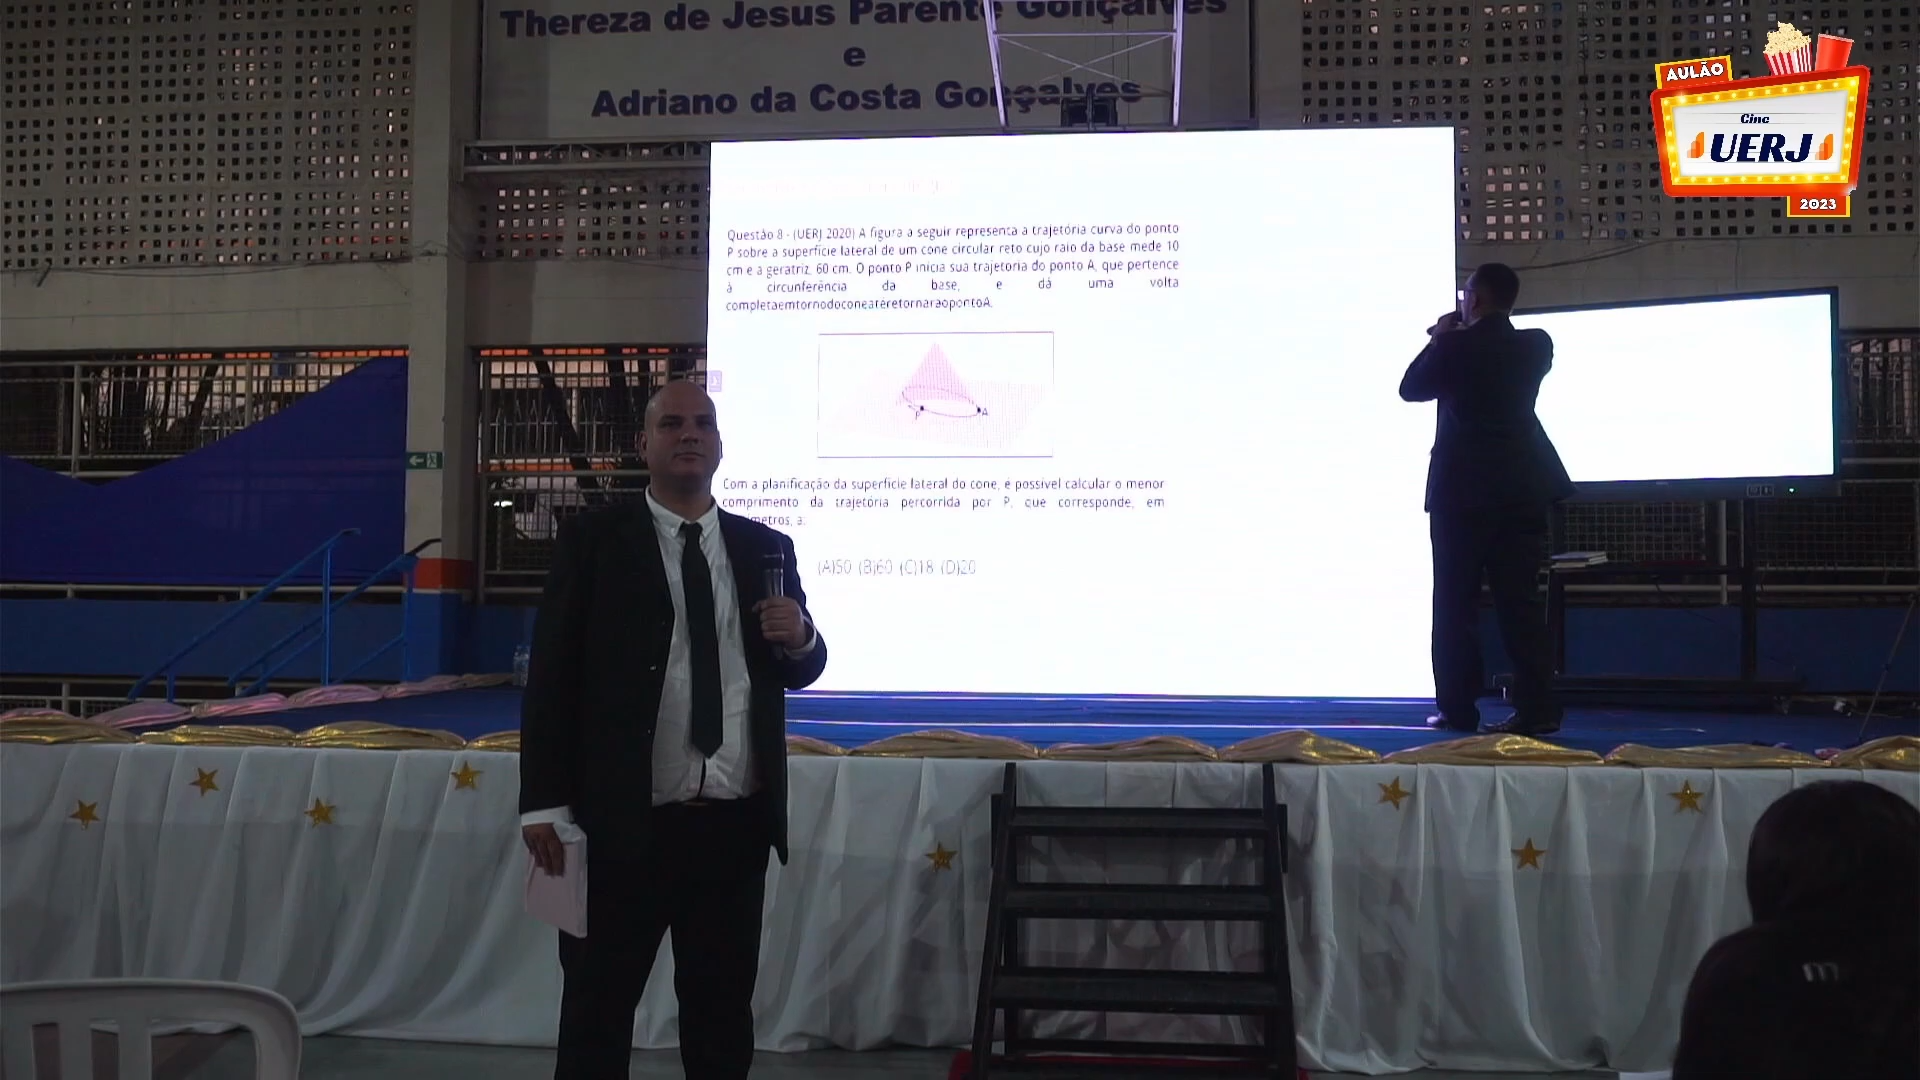 Thereza de Jesus Parente Gonçalves
e
Adriano da Costa Gonçalves
AULÃO
Cine
UERJ
2023
Questão 8 - (UERJ 2020) A figura a seguir representa a trajetória curva do ponto
P sobre a superfície lateral de um cone circular reto cujo raio da base mede 10
cm e a geratriz, 60 cm. O ponto P inicia sua trajetória do ponto A, que pertence
à circunferência da base, e dá uma volta
completaemtornodoconeatéretornaraopontoA.
P
A
Com a planificação da superfície lateral do cone, é possível calcular o menor
comprimento da trajetória percorrida por P, que corresponde, em
metros, a:
(A)50 (B)60 (C)18 (D)20